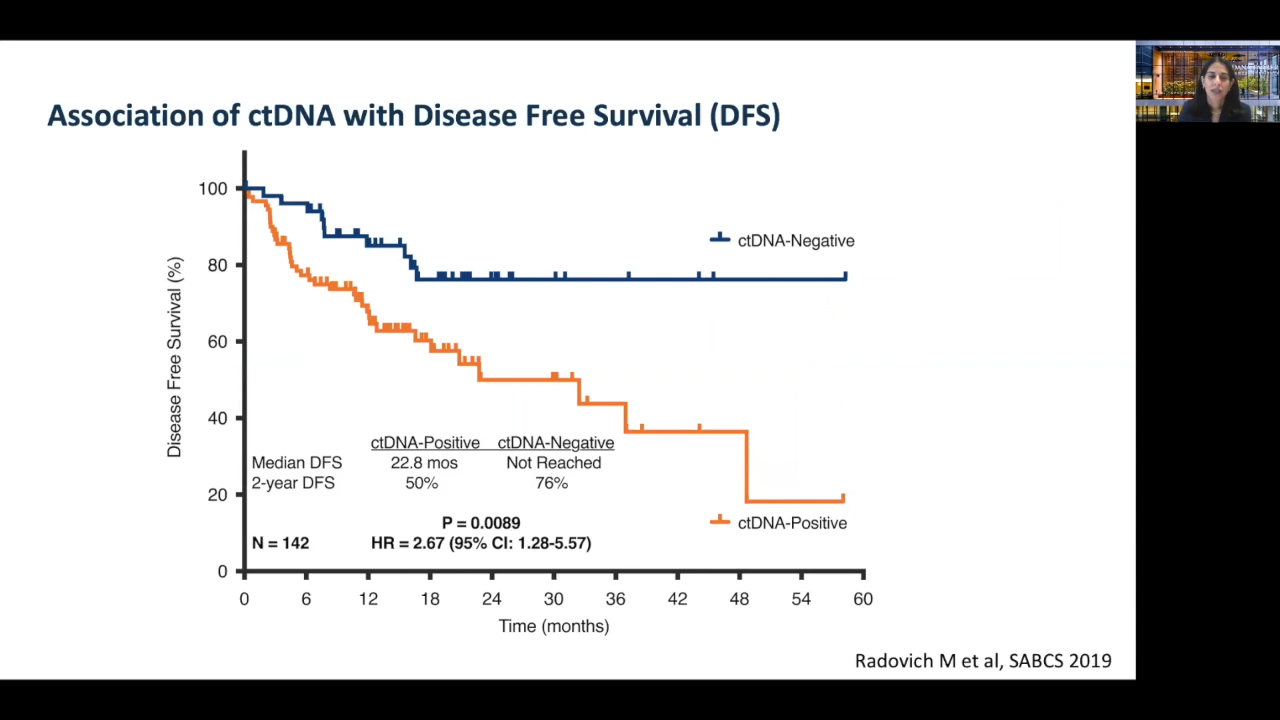 Association of ctDNA with Disease Free Survival (DFS)
Disease Free Survival (%)
100
80
60
40
20
0
ctDNA-Negative
ctDNA-Positive
ctDNA-Positive ctDNA-Negative
Median DFS 22.8 mos Not Reached
2-year DFS 50% 76%
P = 0.0089
N = 142 HR = 2.67 (95% CI: 1.28-5.57)
0 6 12 18 24 30 36 42 48 54 60
Time (months)
Radovich M et al, SABCS 2019